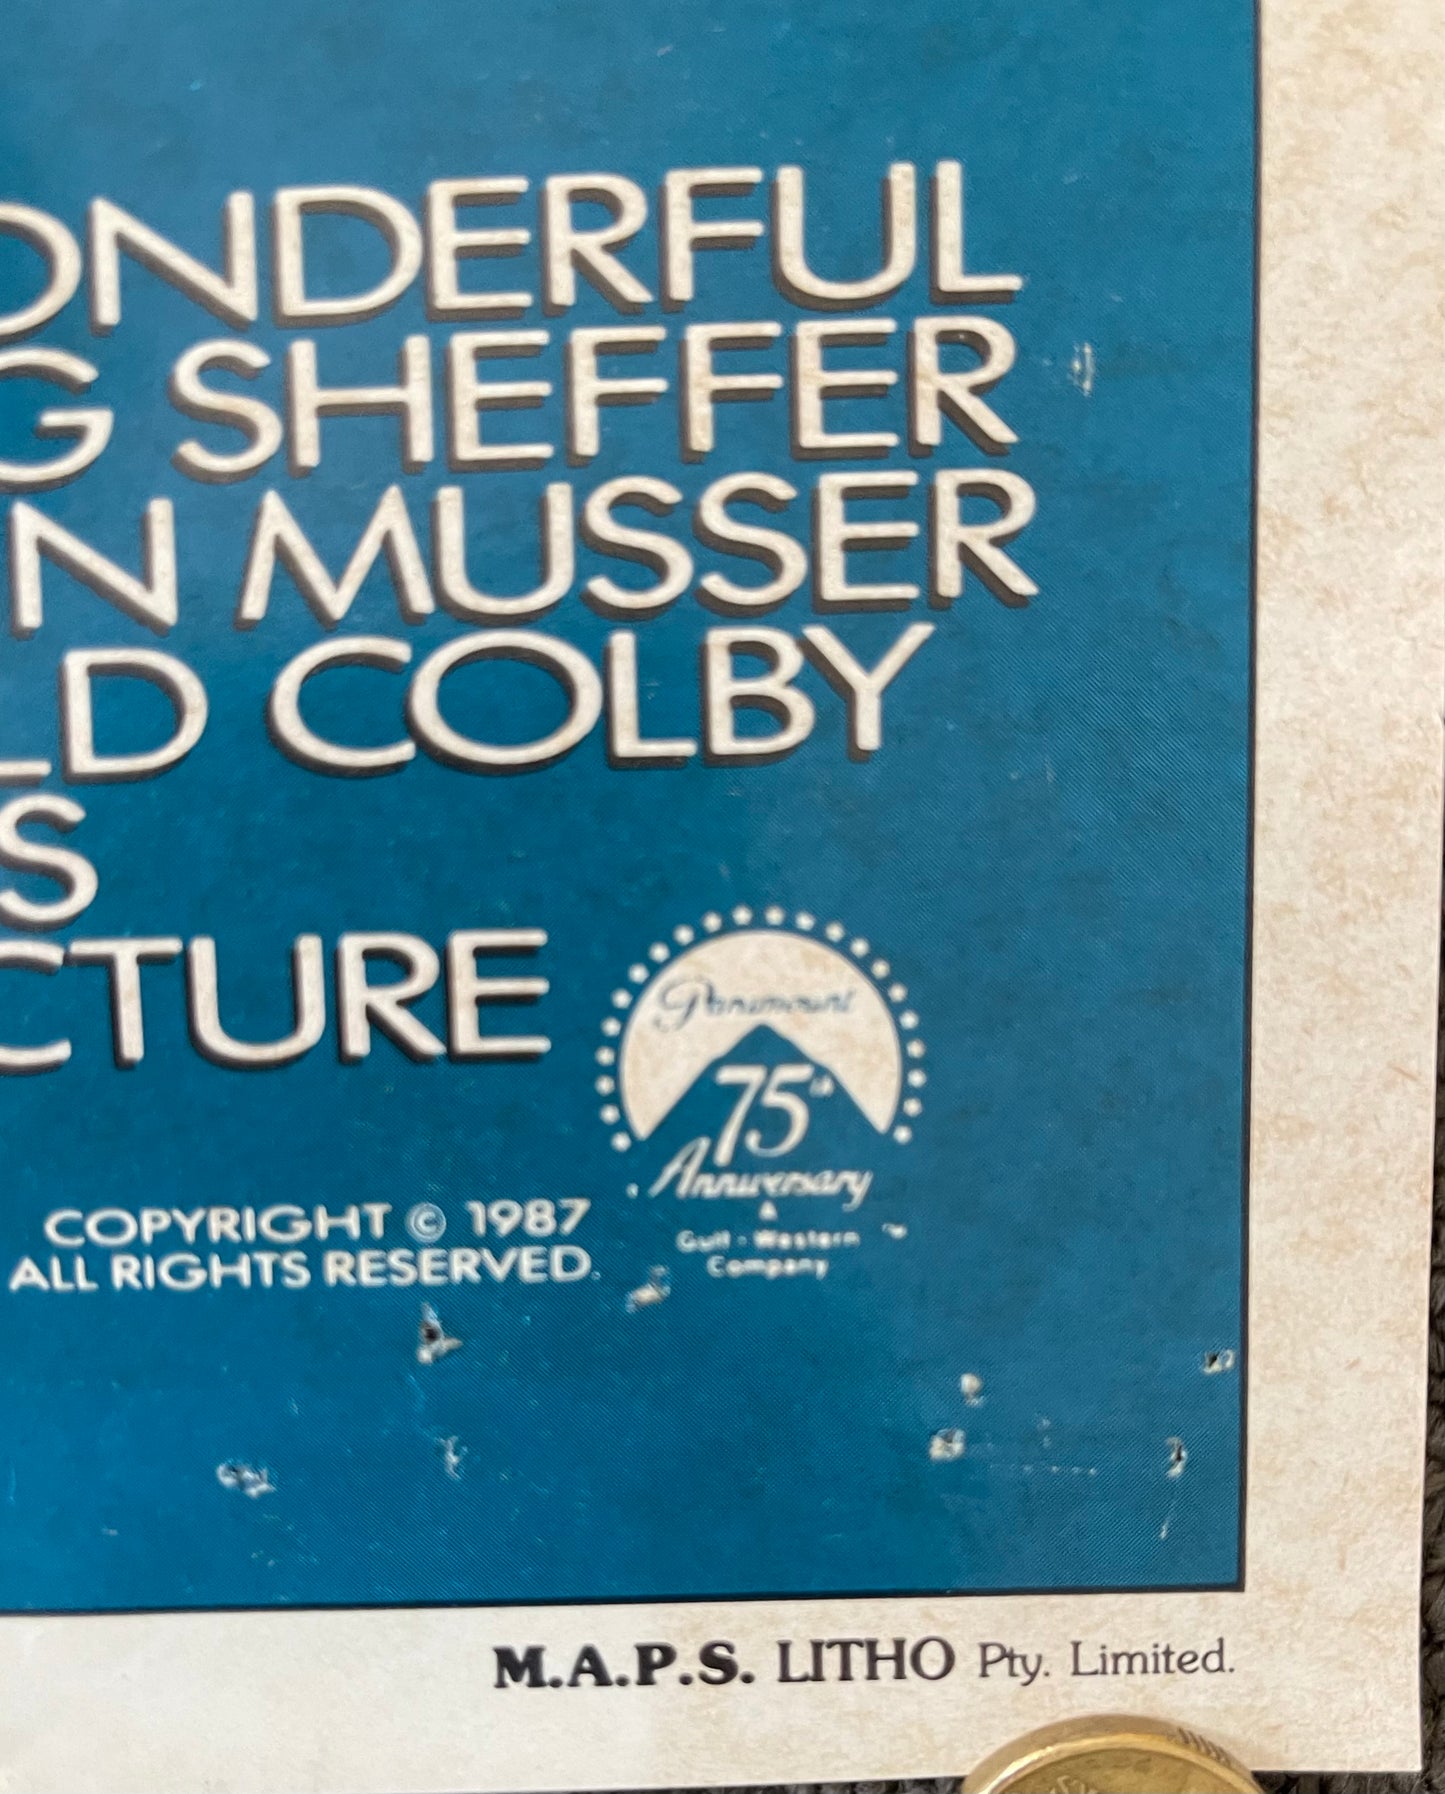 ONDERFUL
G SHEFFER
N MUSSER
LD COLBY
S
CTURE
Paramount
75th
Anniversary
A
Gulf + Western
Company
TM
COPYRIGHT © 1987
ALL RIGHTS RESERVED.
M.A.P.S. LITHO Pty. Limited.